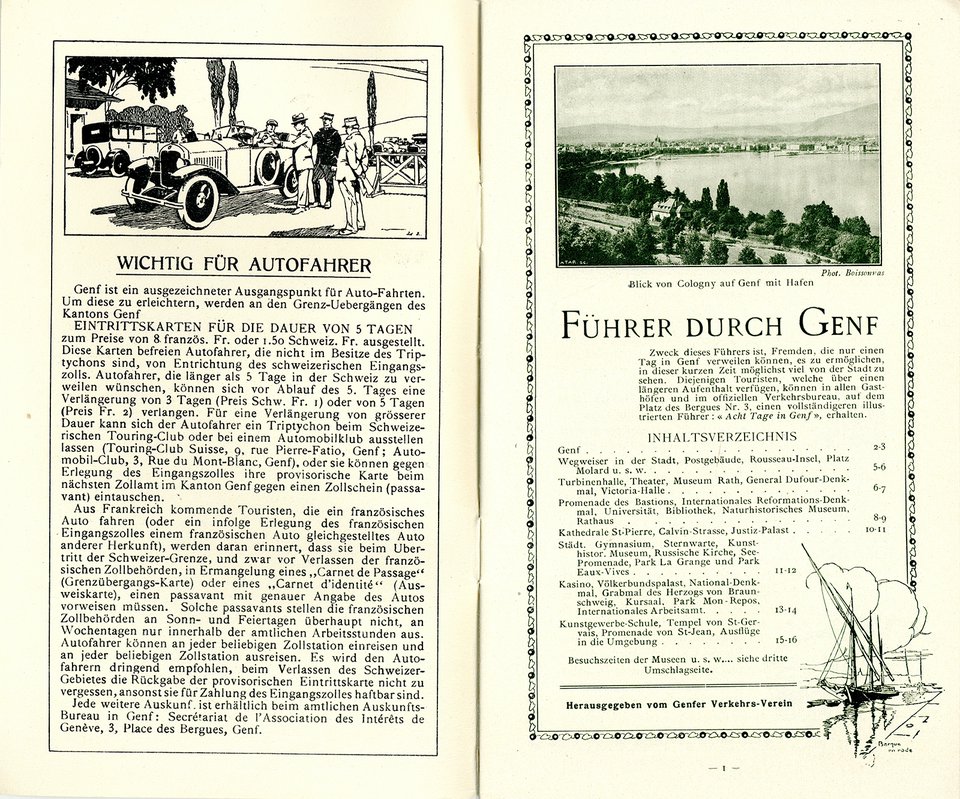 WICHTIG FÜR AUTOFAHRER
Genf ist ein ausgezeichneter Ausgangspunkt für Auto-Fahrten.
Um diese zu erleichtern, werden an den Grenz-Uebergängen des
Kantons Genf
EINTRITTSKARTEN FÜR DIE DAUER VON 5 TAGEN
zum Preise von 8 französ. Fr. oder 1.50 Schweiz. Fr. ausgestellt.
Diese Karten befreien Autofahrer, die nicht im Besitze des Trip-
tychons sind, von Entrichtung des schweizerischen Eingangs-
zolls. Autofahrer, die länger als 5 Tage in der Schweiz zu ver-
weilen wünschen, können sich vor Ablauf des 5. Tages eine
Verlängerung von 3 Tagen (Preis Schw. Fr. 1) oder von 5 Tagen
(Preis Fr. 2) verlangen. Für eine Verlängerung von grösserer
Dauer kann sich der Autofahrer ein Triptychon beim Schweize-
rischen Touring-Club oder bei einem Automobilklub ausstellen
lassen (Touring-Club Suisse, 9, rue Pierre-Fatio, Genf; Auto-
mobil-Club, 3, Rue du Mont-Blanc, Genf), oder sie können gegen
Erlegung des Eingangszolles ihre provisorische Karte beim
nächsten Zollamt im Kanton Genf gegen einen Zollschein (passa-
vant) eintauschen.
Aus Frankreich kommende Touristen, die ein französisches
Auto fahren (oder ein infolge Erlegung des französischen
Eingangszolles einem französischen Auto gleichgestelltes Auto
anderer Herkunft), werden daran erinnert, dass sie beim Über-
tritt der Schweizer-Grenze, und zwar vor Verlassen der franzö-
sischen Zollbehörden, in Ermangelung eines „Carnet de Passage“
(Grenzübergangs-Karte) oder eines „Carnet d'identité“ (Aus-
weiskarte), einen passavant mit genauer Angabe des Autos
vorweisen müssen. Solche passavants stellen die französischen
Zollbehörden an Sonn- und Feiertagen überhaupt nicht, an
Wochentagen nur innerhalb der amtlichen Arbeitsstunden aus.
Autofahrer können an jeder beliebigen Zollstation einreisen und
an jeder beliebigen Zollstation ausreisen. Es wird den Auto-
fahrern dringend empfohlen, beim Verlassen des Schweizer-
Gebietes die Rückgabe der provisorischen Eintrittskarte nicht zu
vergessen, ansonst sie für Zahlung des Eingangszolles haftbar sind.
Jede weitere Auskunf. ist erhältlich beim amtlichen Auskunfts-
Bureau in Genf: Secrétariat de l'Association des Intérêts de
Genève, 3, Place des Bergues, Genf.
ATAR. SC.
Phot. Boissonnas
Blick von Cologny auf Genf mit Hafen
FÜHRER DURCH GENF
Zweck dieses Führers ist, Fremden, die nur einen
Tag in Genf verweilen können, es zu ermöglichen,
in dieser kurzen Zeit möglichst viel von der Stadt zu
sehen. Diejenigen Touristen, welche über einen
längeren Aufenthalt verfügen, können in allen Gast-
höfen und im offiziellen Verkehrsbureau, auf dem
Platz des Bergues Nr. 3, einen vollständigeren illus-
rierten Führer: « Acht Tage in Genf », erhalten.
INHALTSVERZEICHNIS
Genf . . . . . . . . . . 2-3
Wegweiser in der Stadt, Postgebäude, Rousseau-Insel, Platz
Molard u. s. w. . . . . . . . . . 5-6
Turbinenhalle, Theater, Museum Rath, General Dufour-Denk-
mal, Victoria-Halle . . . . . . . . . 6-7
Promenade des Bastions, Internationales Reformations-Denk-
mal, Universität, Bibliothek, Naturhistorisches Museum,
Rathaus . . . . . . . . . 8-9
Kathedrale St-Pierre, Calvin-Strasse, Justiz-Palast . . . . 10-11
Städt. Gymnasium, Sternwarte, Kunst-
histor. Museum, Russische Kirche, See-
Promenade, Park La Grange und Park
Eaux-Vives . . . . . . . 11-12
Kasino, Völkerbundspalast, National-Denk-
mal, Grabmal des Herzogs von Braun-
schweig, Kursaal, Park Mon-Repos,
Internationales Arbeitsamt. . . . . 13-14
Kunstgewerbe-Schule, Tempel von St-Ger-
vais, Promenade von St-Jean, Ausflüge
in die Umgebung . . . . . . 15-16
Besuchszeiten der Museen u. s. w.... siehe dritte
Umschlagseite.
Herausgegeben vom Genfer Verkehrs-Verein
Barque
en rade
— 1 —